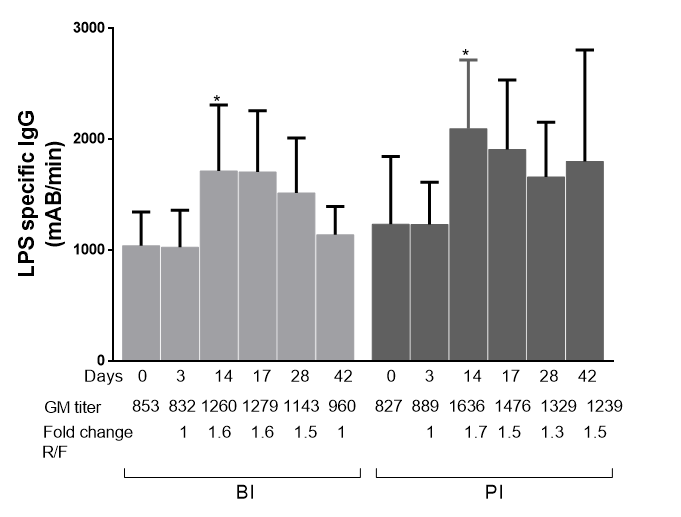 3000
2000
1000
0
LPS specific IgG
(mAB/min)
* *
Days 0 3 14 17 28 42 0 3 14 17 28 42
GM titer 853 832 1260 1279 1143 960 827 889 1636 1476 1329 1239
Fold change 1 1.6 1.6 1.5 1 1 1.7 1.5 1.3 1.5
R/F
BI PI